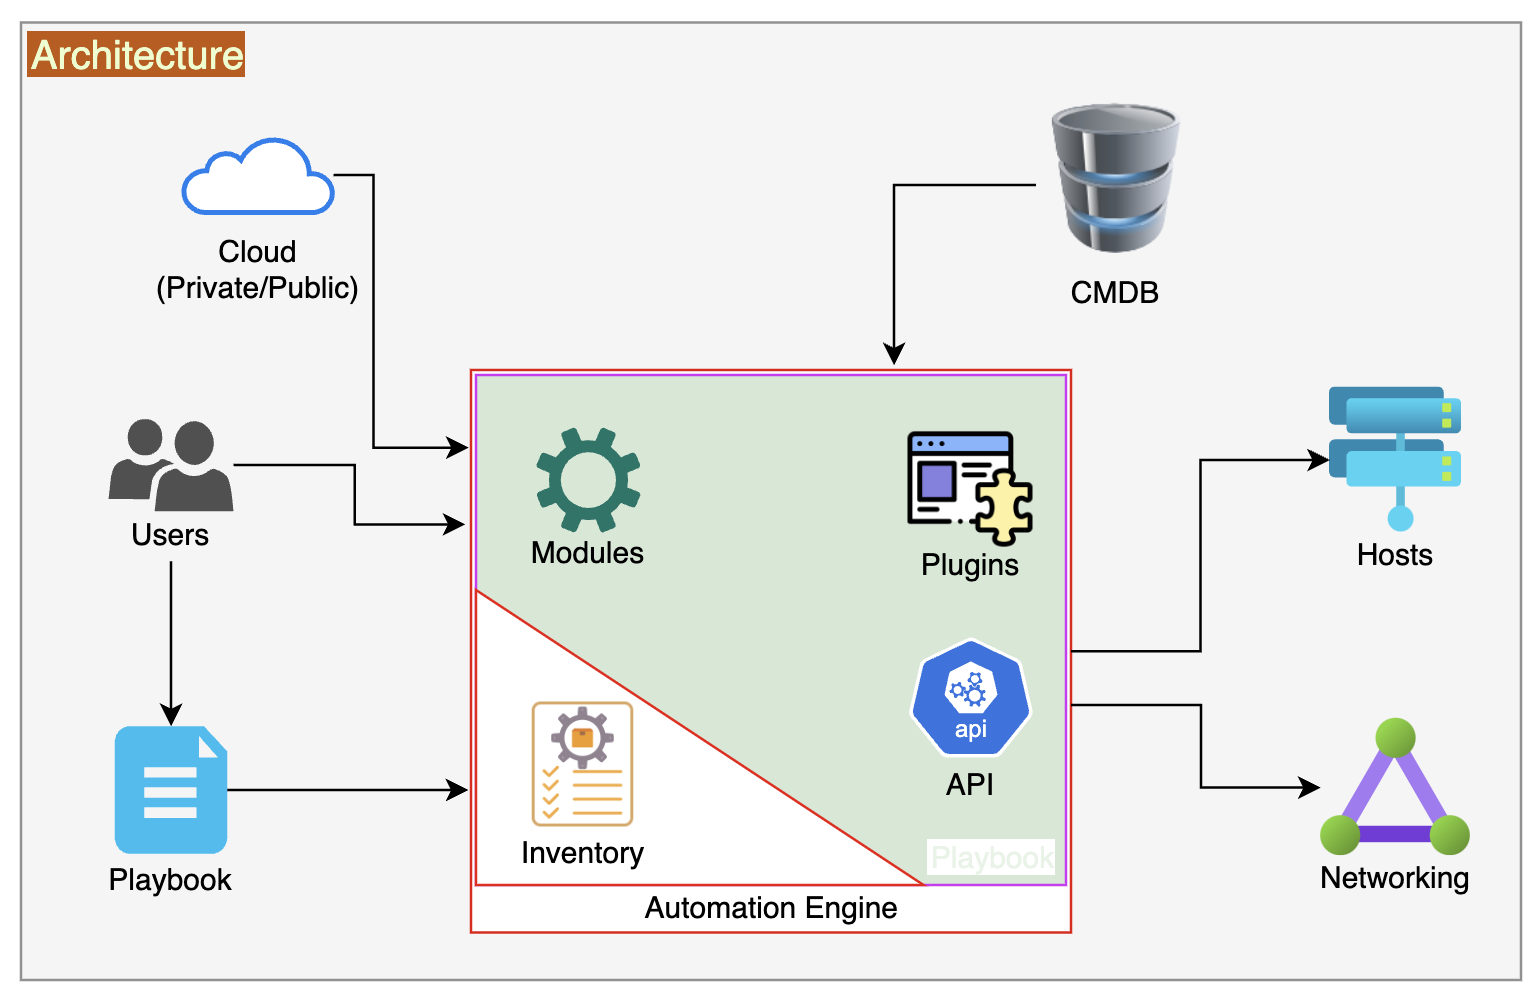 Architecture
Cloud
(Private/Public)
CMDB
Users
Modules
Plugins
Hosts
api
API
Playbook
Inventory
Playbook
Networking
Automation Engine